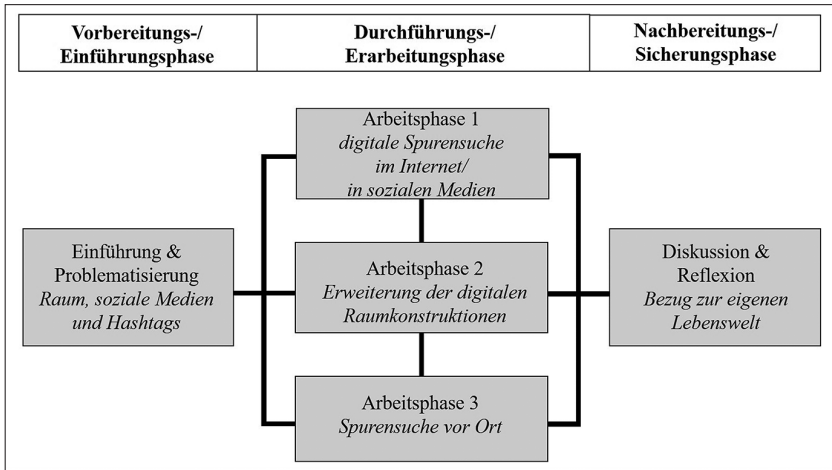 Vorbereitungs-/
Einführungsphase
Durchführungs-/
Erarbeitungsphase
Nachbereitungs-/
Sicherungsphase
Einführung &
Problematisierung
Raum, soziale Medien
und Hashtags
Arbeitsphase 1
digitale Spurensuche
im Internet/
in sozialen Medien
Arbeitsphase 2
Erweiterung der digitalen
Raumkonstruktionen
Arbeitsphase 3
Spurensuche vor Ort
Diskussion &
Reflexion
Bezug zur eigenen
Lebenswelt